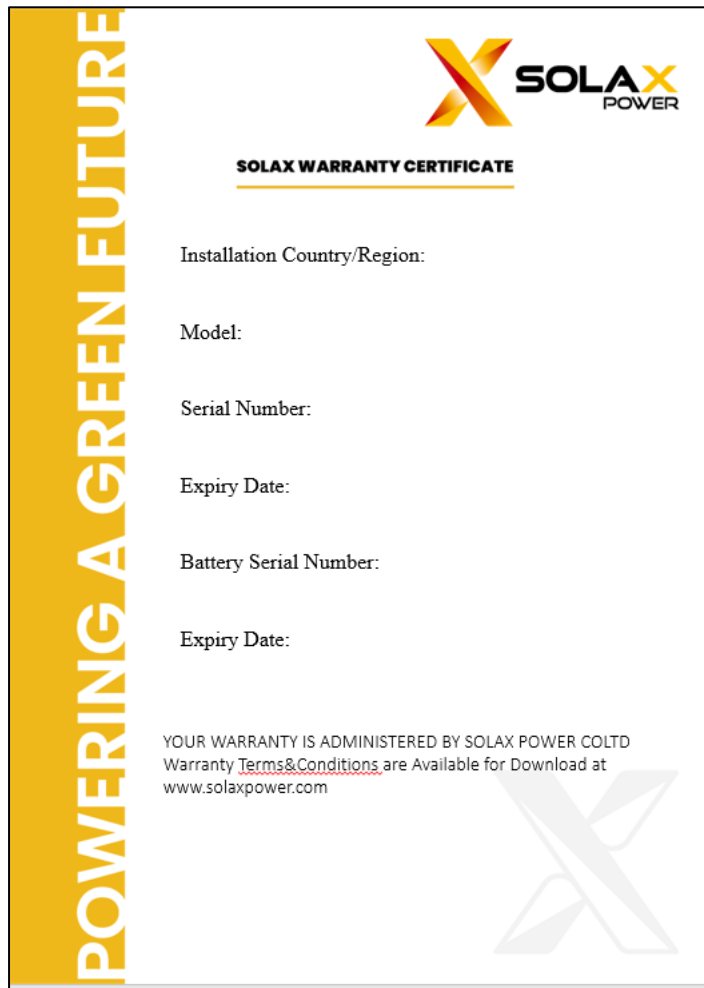 POWERING A GREEN FUTURE
SOLAX
POWER
SOLAX WARRANTY CERTIFICATE
Installation Country/Region:
Model:
Serial Number:
Expiry Date:
Battery Serial Number:
Expiry Date:
YOUR WARRANTY IS ADMINISTERED BY SOLAX POWER COLTD
Warranty Terms&Conditions are Available for Download at
www.solaxpower.com